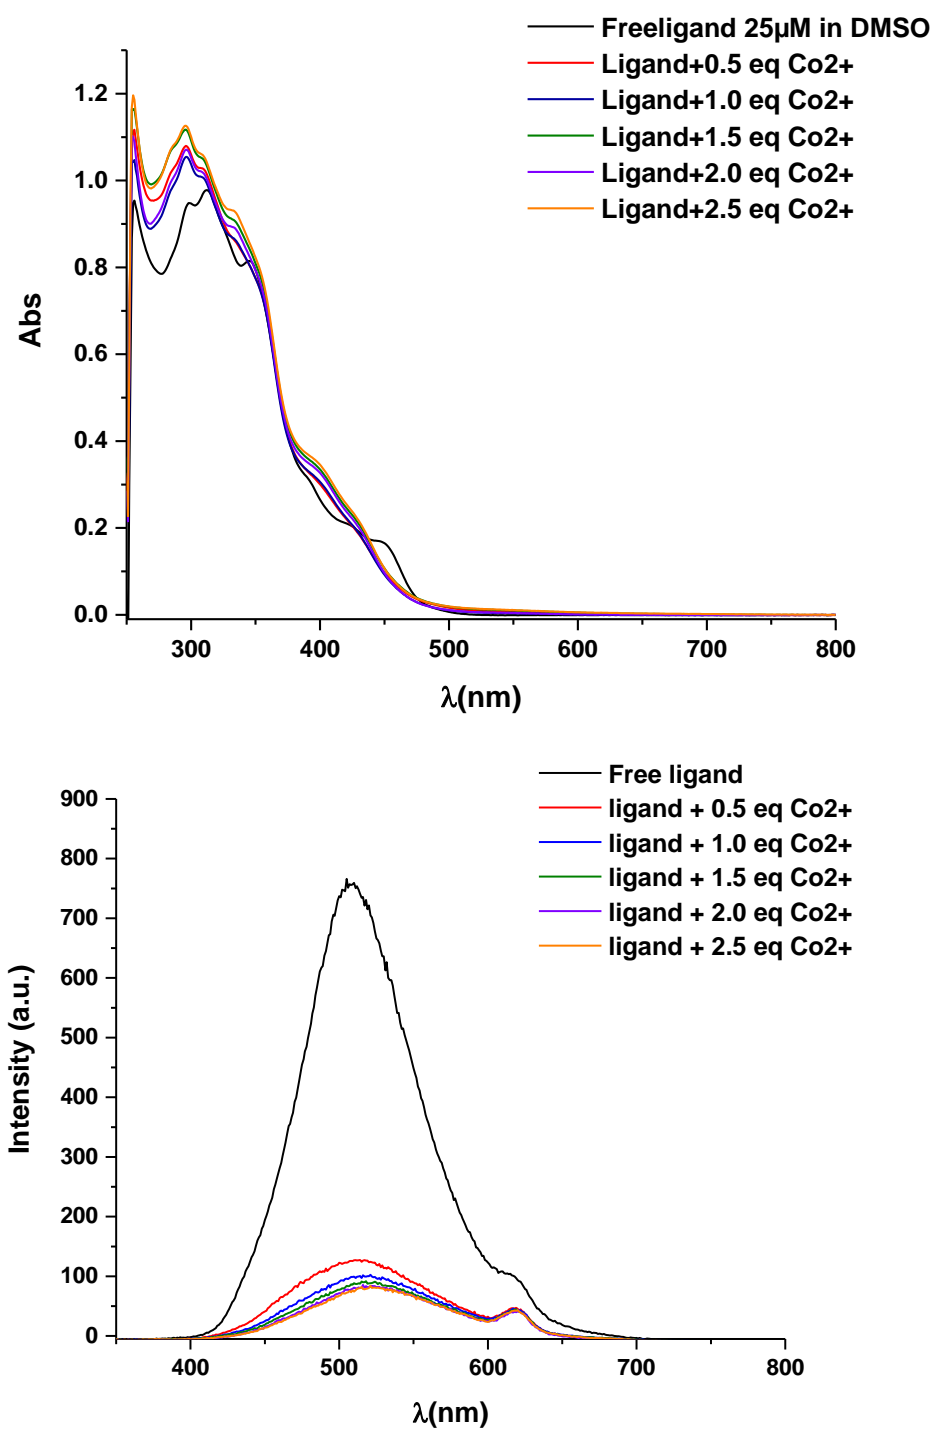 Freeligand 25µM in DMSO
Ligand+0.5 eq Co2+
Ligand+1.0 eq Co2+
Ligand+1.5 eq Co2+
Ligand+2.0 eq Co2+
Ligand+2.5 eq Co2+
1.2
1.0
0.8
0.6
0.4
0.2
0.0
Abs
300 400 500 600 700 800
λ(nm)
Free ligand
ligand + 0.5 eq Co2+
ligand + 1.0 eq Co2+
ligand + 1.5 eq Co2+
ligand + 2.0 eq Co2+
ligand + 2.5 eq Co2+
900
800
700
600
500
400
300
200
100
0
Intensity (a.u.)
400 500 600 700 800
λ(nm)